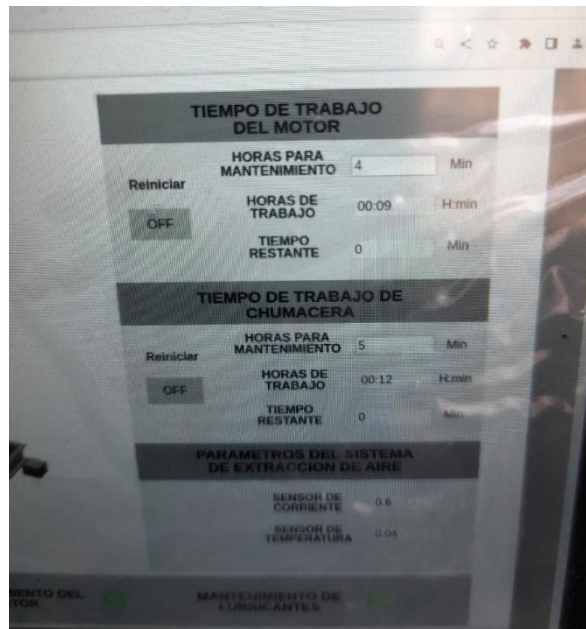 TIEMPO DE TRABAJO
DEL MOTOR
HORAS PARA
MANTENIMIENTO 4 Min
Reiniciar
OFF
HORAS DE
TRABAJO 00:09 H:min
TIEMPO
RESTANTE 0 Min
TIEMPO DE TRABAJO DE
CHUMACERA
HORAS PARA
MANTENIMIENTO 5 Min
Reiniciar
OFF
HORAS DE
TRABAJO 00:12 H:min
TIEMPO
RESTANTE 0 Min
PARAMETROS DEL SISTEMA
DE EXTRACCION DE AIRE
SENSOR DE
CORRIENTE 0.6
SENSOR DE
TEMPERATURA 0.04
DEL
MANTENIMIENTO DE
LUBRICANTES